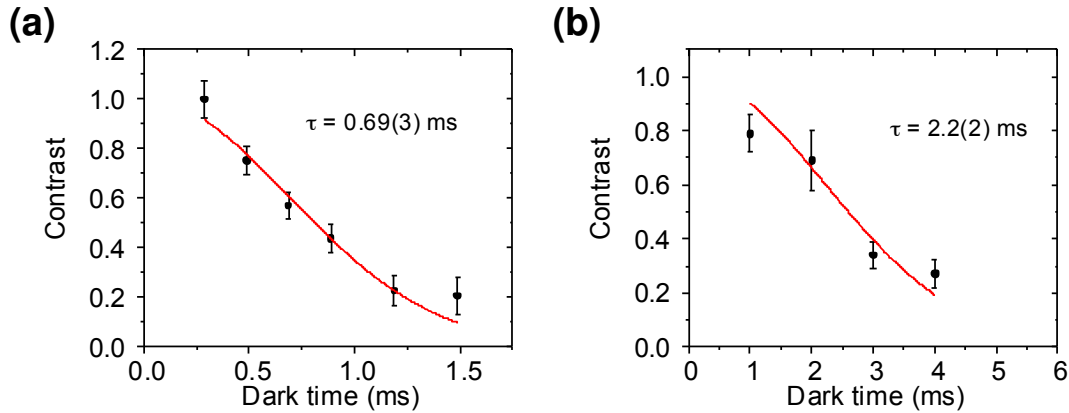 (a)
1.2
1.0
0.8
0.6
0.4
0.2
0.0
Contrast
τ = 0.69(3) ms
0.0 0.5 1.0 1.5
Dark time (ms)
(b)
1.0
0.8
0.6
0.4
0.2
0.0
Contrast
τ = 2.2(2) ms
0 1 2 3 4 5 6
Dark time (ms)